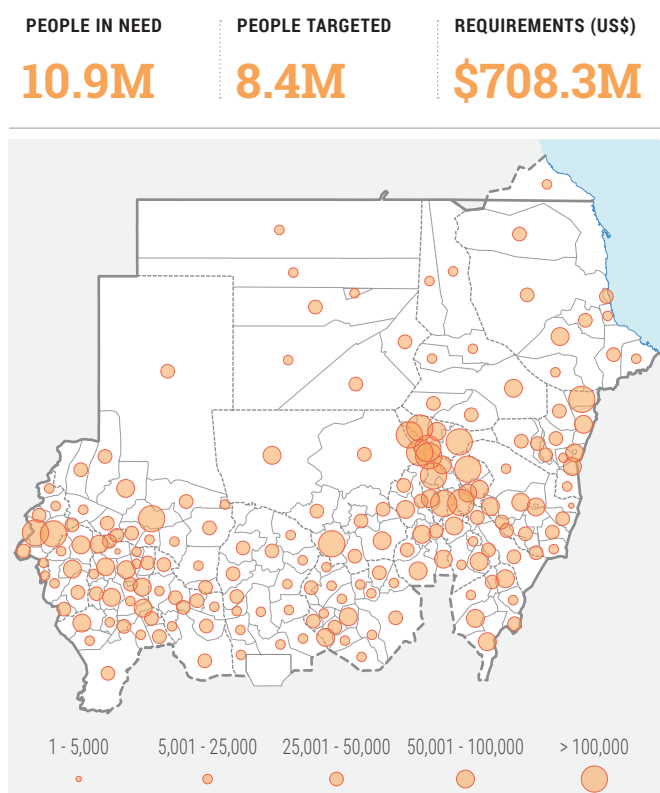 PEOPLE IN NEED PEOPLE TARGETED REQUIREMENTS (US$)
10.9M 8.4M $708.3M
1 - 5,000 5,001 - 25,000 25,001 - 50,000 50,001 - 100,000 > 100,000